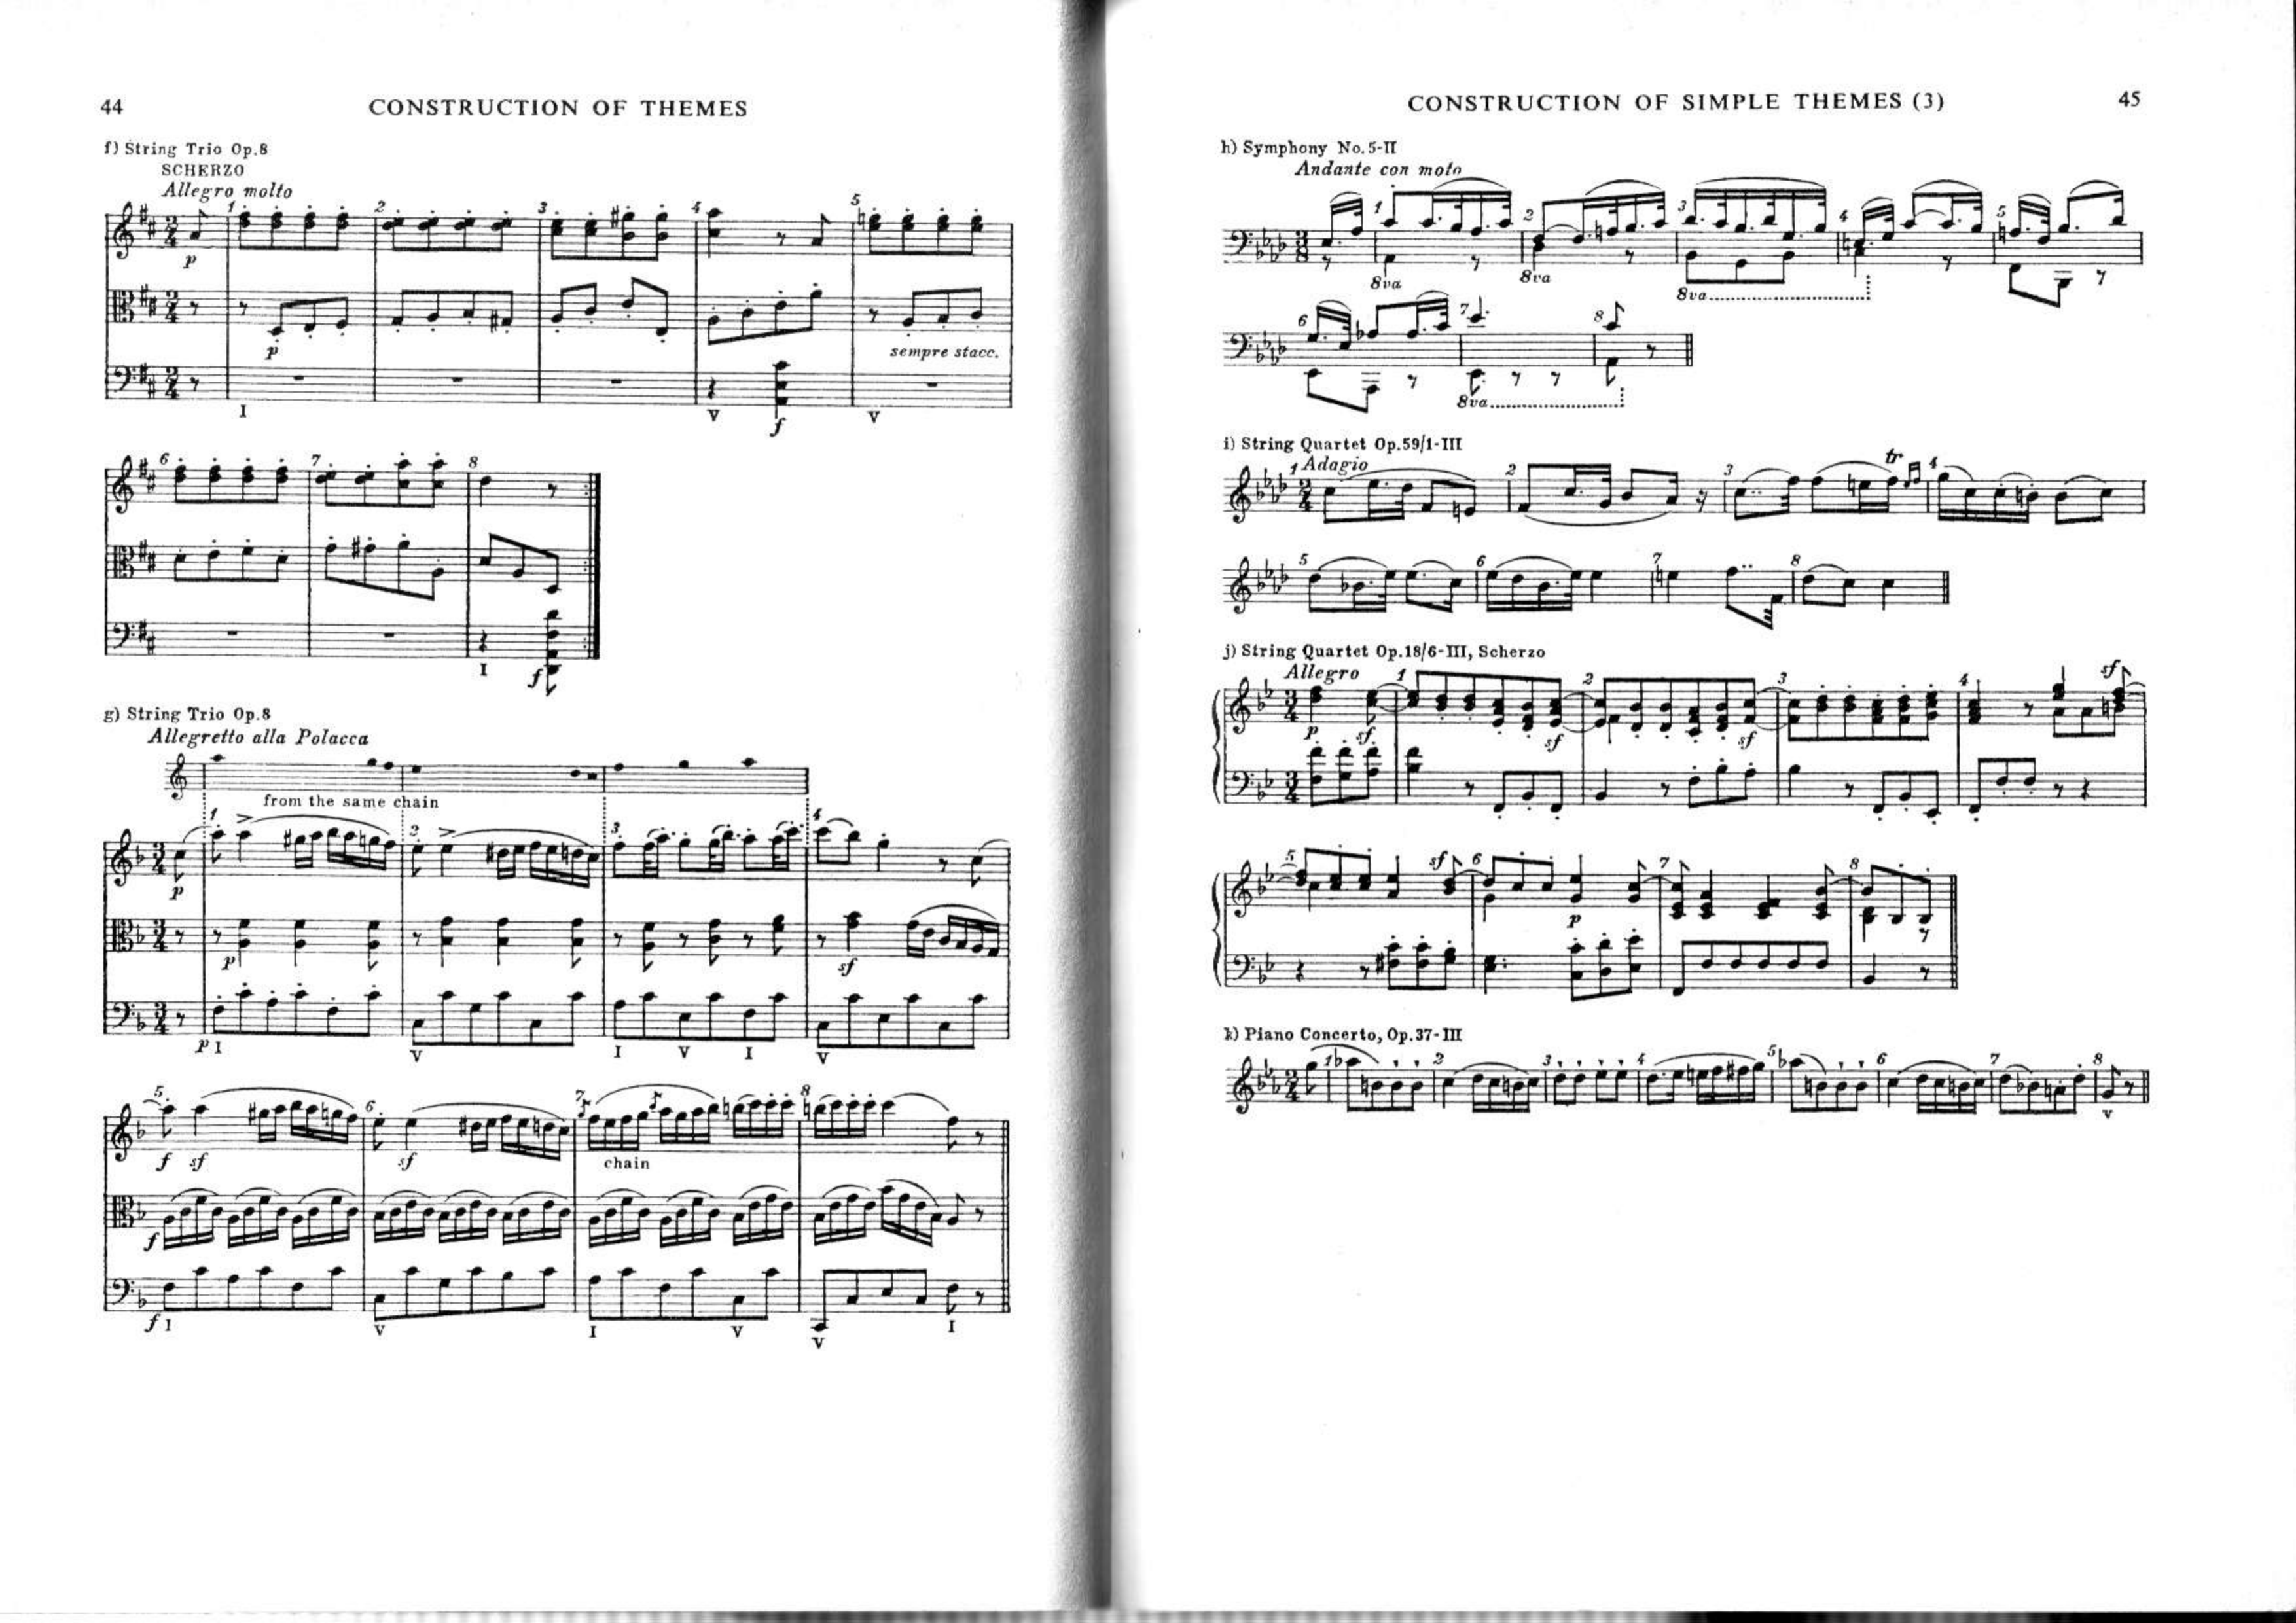 44
CONSTRUCTION OF THEMES
f) String Trio Op.8
SCHERZO
Allegro molto
1 2 3 4 5
p
p
sempre stacc.
I V V
f
6 7 8
I f
g) String Trio Op.8
Allegretto alla Polacca
from the same chain
1 2 3 4
p
p sf
p I V I V I V
5 6 7 8
f sf sf
chain
f
f I V I V V I
CONSTRUCTION OF SIMPLE THEMES (3)
45
h) Symphony No.5-II
Andante con moto
1 2 3 4 5
8va 8va 8va
6 7 8
8va
i) String Quartet Op.59/1-III
Adagio
tr
1 2 3 4
5 6 7 8
j) String Quartet Op.18/6-III, Scherzo
Allegro
1 2 3 4
sf
p sf sf sf
5 sf 6 7 8
p
k) Piano Concerto, Op.37-III
1 2 3 4 5 6 7 8
V